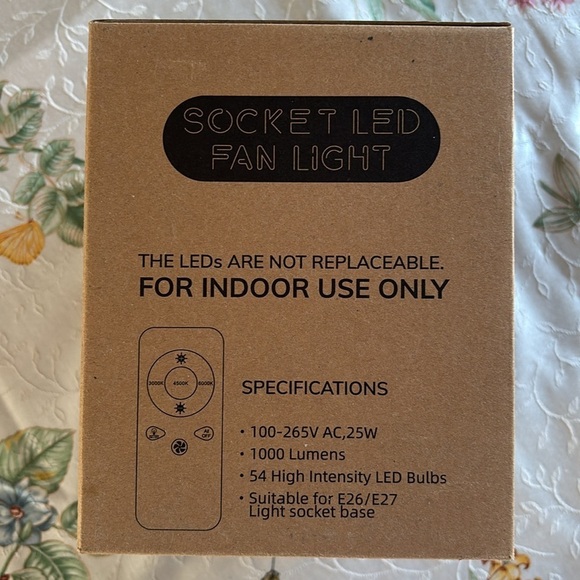 SOCKET LED
FAN LIGHT
THE LEDs ARE NOT REPLACEABLE.
FOR INDOOR USE ONLY
3000K 4500K 6000K
OFF
SPECIFICATIONS
• 100-265V AC,25W
• 1000 Lumens
• 54 High Intensity LED Bulbs
• Suitable for E26/E27
Light socket base